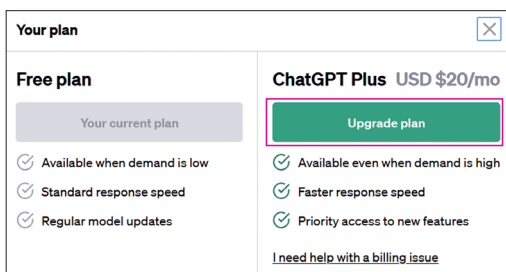 Your plan
Free plan
Your current plan
Available when demand is low
Standard response speed
Regular model updates
ChatGPT Plus USD $20/mo
Upgrade plan
Available even when demand is high
Faster response speed
Priority access to new features
I need help with a billing issue